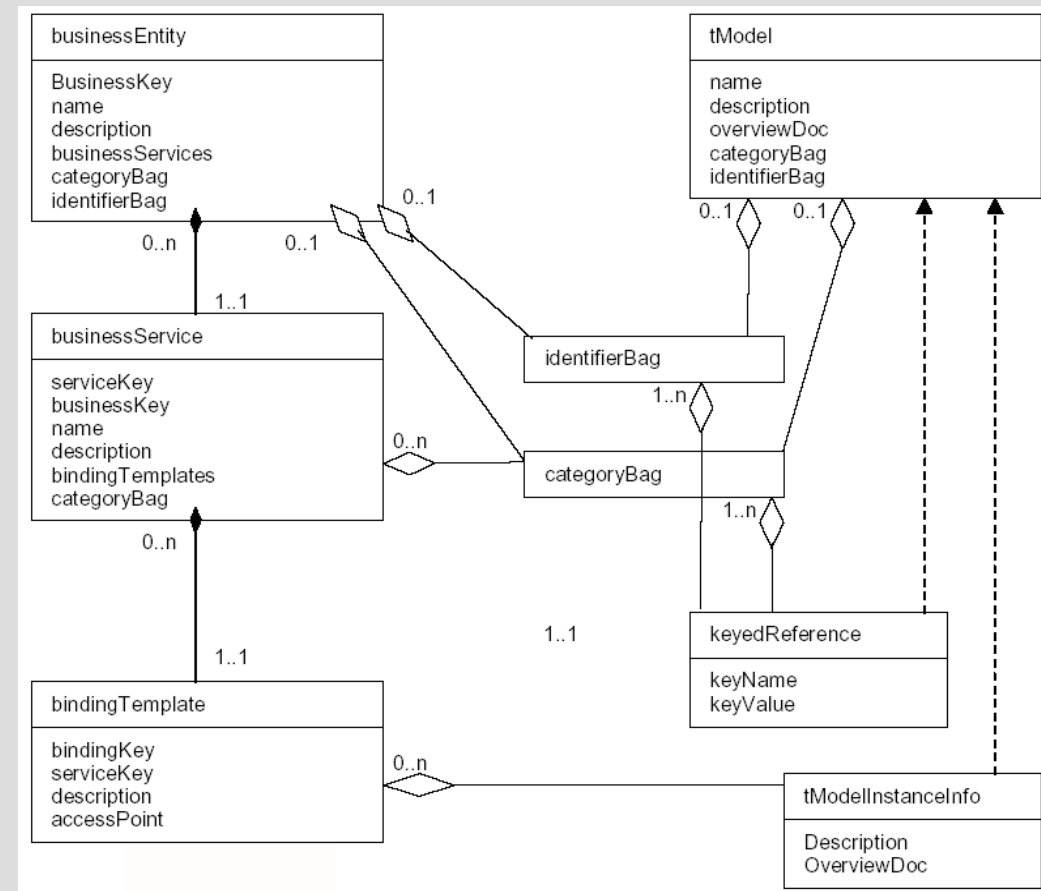 businessEntity
BusinessKey
name
description
businessServices
categoryBag
identifierBag
tModel
name
description
overviewDoc
categoryBag
identifierBag
0..1
0..n
0..1
0..1
0..1
1..1
businessService
serviceKey
businessKey
name
description
bindingTemplates
categoryBag
identifierBag
1..n
0..n
categoryBag
1..n
0..n
1..1
keyedReference
keyName
keyValue
1..1
bindingTemplate
bindingKey
serviceKey
description
accessPoint
0..n
tModelInstanceInfo
Description
OverviewDoc